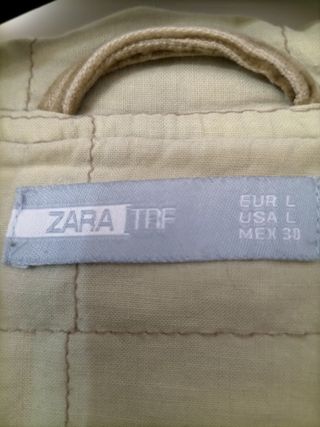 ZARA TRF
EUR L
USA L
MEX 30